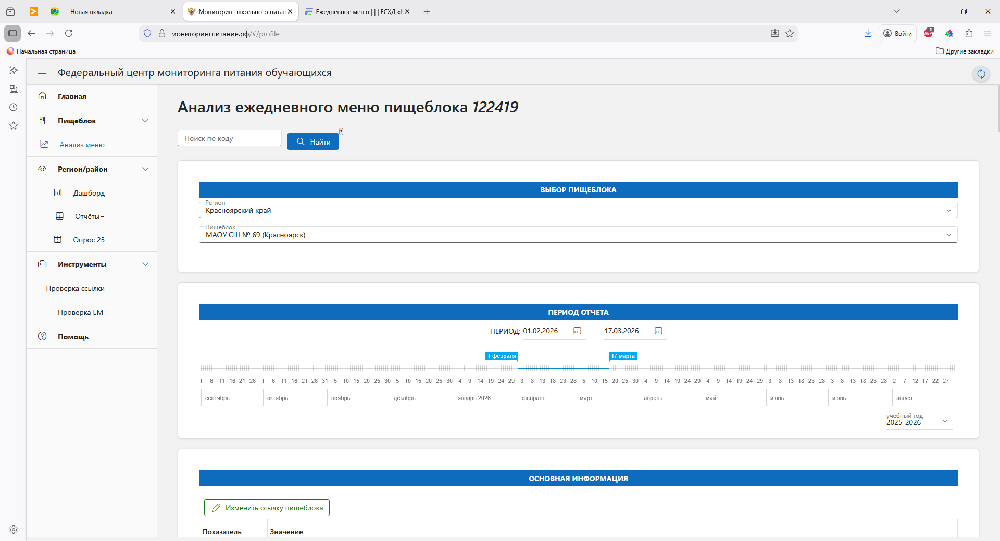 Новая вкладка
Мониторинг школьного питан
Ежедневное меню | | | ЕСХД «М
мониторингпитание.рф/#/profile
Войти
ABP
1
Начальная страница
Другие закладки
Федеральный центр мониторинга питания обучающихся
Главная
Пищеблок
Анализ меню
Регион/район
Дашборд
Отчёты≡
Опрос 25
Инструменты
Проверка ссылки
Проверка ЕМ
Помощь
Анализ ежедневного меню пищеблока 122419
Поиск по коду
Найти
?
ВЫБОР ПИЩЕБЛОКА
Регион
Красноярский край
Пищеблок
МАОУ СШ № 69 (Красноярск)
ПЕРИОД ОТЧЕТА
ПЕРИОД: 01.02.2026 - 17.03.2026
1 февраля 17 марта
1 6 11 16 21 26 1 6 11 16 21 26 31 5 10 15 20 25 30 5 10 15 20 25 30 4 9 14 19 24 29 3 8 13 18 23 28 5 10 15 20 25 30 4 9 14 19 24 29 4 9 14 19 24 29 3 8 13 18 23 28 3 8 13 18 23 28 2 7 12 17 22 27
сентябрь октябрь ноябрь декабрь январь 2026 г. февраль март апрель май июнь июль август
учебный год
2025-2026
ОСНОВНАЯ ИНФОРМАЦИЯ
Изменить ссылку пищеблока
Показатель Значение